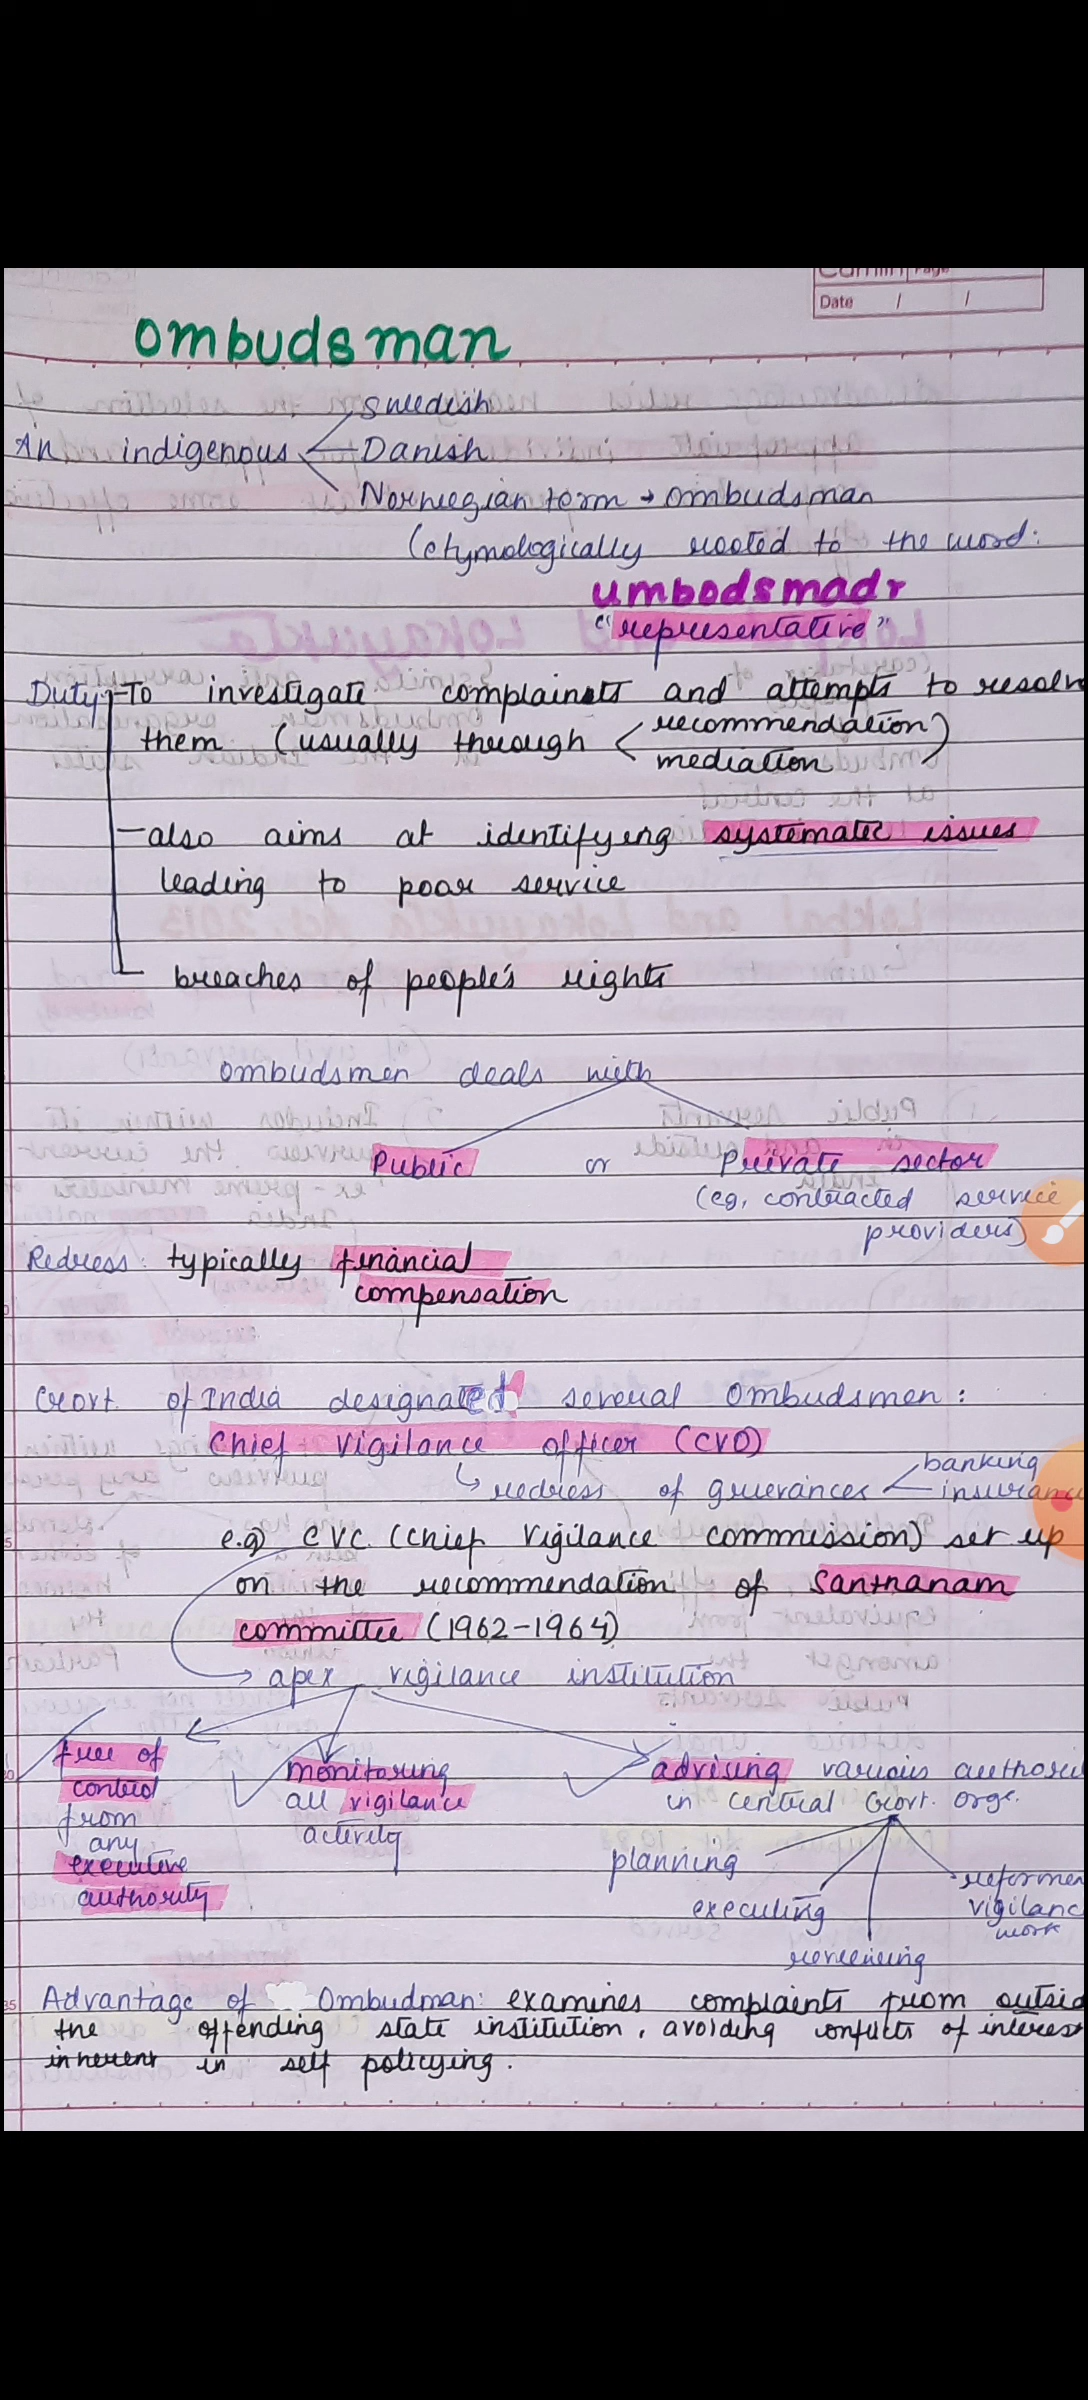 Date / /
ombudsman
Swedish
An indigenous Danish
Norwegian term → ombudsman
(etymologically rooted to the word:
umbodsmadr
"representative"
Duty - To investigate complainsts and attempts to resolve
them (usually through recommendation
mediation)
- also aims at identifying systematic issues
leading to poor service
breaches of people's rights
ombudsmen deals with
Public or Private sector
(eg, contracted service
providers)
Redress: typically financial
compensation
Govt. of India designated several ombudsmen:
Chief Vigilance officer (CVO)
↳ redress of grievances banking
insurance
e.g) CVC (Chief Vigilance commission) set up
on the recommendation of Santhanam
committee (1962-1964)
→ apex vigilance institution
free of
control
from
any
executive
authority
monitoring
all vigilance
activity
advising various authori
in central Govt. orgs.
planning
executing
reviewing
reformen
vigilanc
work
Advantage of Ombudman: examines complaints from outsid
the offending state institution, avoiding conflicts of interest
inherent in self policying.